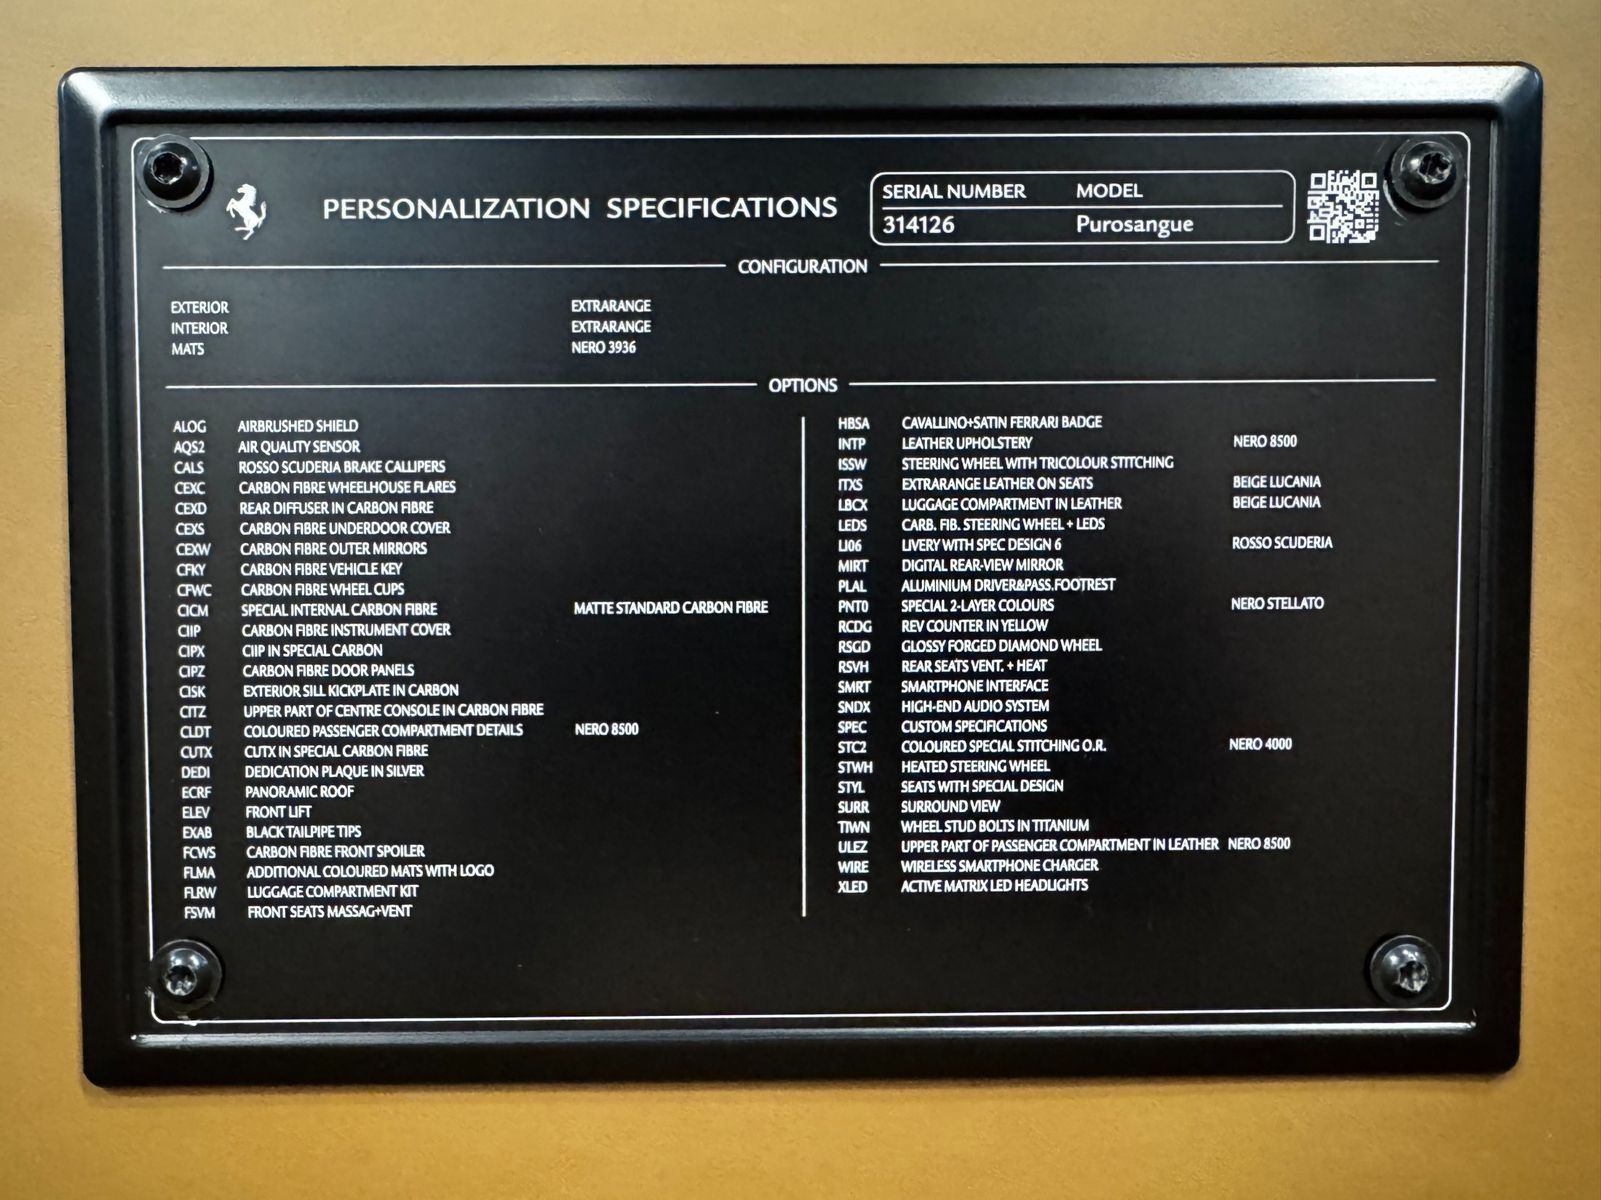 PERSONALIZATION SPECIFICATIONS
SERIAL NUMBER MODEL
314126 Purosangue
CONFIGURATION
EXTERIOR EXTRARANGE
INTERIOR EXTRARANGE
MATS NERO 3936
OPTIONS
ALOG AIRBRUSHED SHIELD
AQS2 AIR QUALITY SENSOR
CALS ROSSO SCUDERIA BRAKE CALLIPERS
CEXC CARBON FIBRE WHEELHOUSE FLARES
CEXD REAR DIFFUSER IN CARBON FIBRE
CEXS CARBON FIBRE UNDERDOOR COVER
CEXW CARBON FIBRE OUTER MIRRORS
CFKY CARBON FIBRE VEHICLE KEY
CFWC CARBON FIBRE WHEEL CUPS
CICM SPECIAL INTERNAL CARBON FIBRE MATTE STANDARD CARBON FIBRE
CIIP CARBON FIBRE INSTRUMENT COVER
CIPX CIIP IN SPECIAL CARBON
CIPZ CARBON FIBRE DOOR PANELS
CISK EXTERIOR SILL KICKPLATE IN CARBON
CITZ UPPER PART OF CENTRE CONSOLE IN CARBON FIBRE
CLDT COLOURED PASSENGER COMPARTMENT DETAILS NERO 8500
CUTX CUTX IN SPECIAL CARBON FIBRE
DEDI DEDICATION PLAQUE IN SILVER
ECRF PANORAMIC ROOF
ELEV FRONT LIFT
EXAB BLACK TAILPIPE TIPS
FCWS CARBON FIBRE FRONT SPOILER
FLMA ADDITIONAL COLOURED MATS WITH LOGO
FLRW LUGGAGE COMPARTMENT KIT
FSVM FRONT SEATS MASSAG+VENT
HBSA CAVALLINO+SATIN FERRARI BADGE
INTP LEATHER UPHOLSTERY NERO 8500
ISSW STEERING WHEEL WITH TRICOLOUR STITCHING
ITXS EXTRARANGE LEATHER ON SEATS BEIGE LUCANIA
LBCX LUGGAGE COMPARTMENT IN LEATHER BEIGE LUCANIA
LEDS CARB. FIB. STEERING WHEEL + LEDS
LI06 LIVERY WITH SPEC DESIGN 6 ROSSO SCUDERIA
MIRT DIGITAL REAR-VIEW MIRROR
PLAL ALUMINIUM DRIVER&PASS.FOOTREST
PNT0 SPECIAL 2-LAYER COLOURS NERO STELLATO
RCDG REV COUNTER IN YELLOW
RSGD GLOSSY FORGED DIAMOND WHEEL
RSVH REAR SEATS VENT. + HEAT
SMRT SMARTPHONE INTERFACE
SNDX HIGH-END AUDIO SYSTEM
SPEC CUSTOM SPECIFICATIONS
STC2 COLOURED SPECIAL STITCHING O.R. NERO 4000
STWH HEATED STEERING WHEEL
STYL SEATS WITH SPECIAL DESIGN
SURR SURROUND VIEW
TIWN WHEEL STUD BOLTS IN TITANIUM
ULEZ UPPER PART OF PASSENGER COMPARTMENT IN LEATHER NERO 8500
WIRE WIRELESS SMARTPHONE CHARGER
XLED ACTIVE MATRIX LED HEADLIGHTS